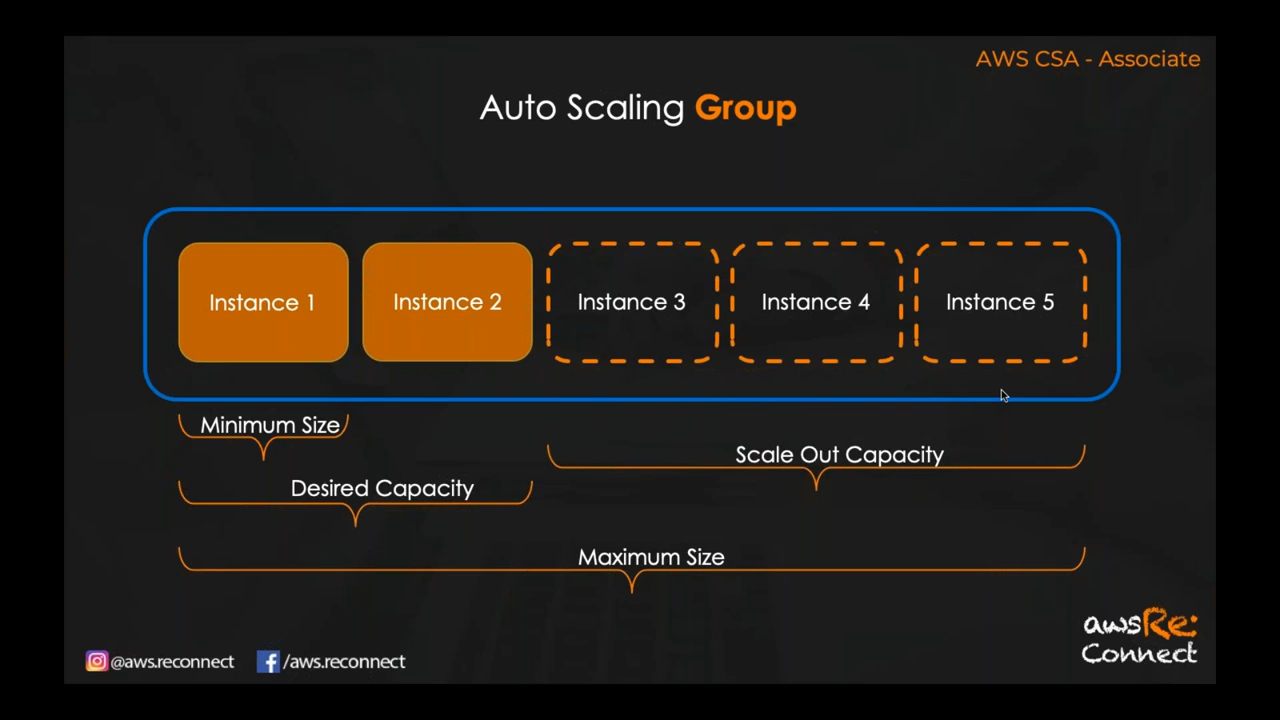 AWS CSA - Associate
Auto Scaling Group
Instance 1
Instance 2
Instance 3
Instance 4
Instance 5
Minimum Size
Scale Out Capacity
Desired Capacity
Maximum Size
awsRe:
Connect
@aws.reconnect
/aws.reconnect